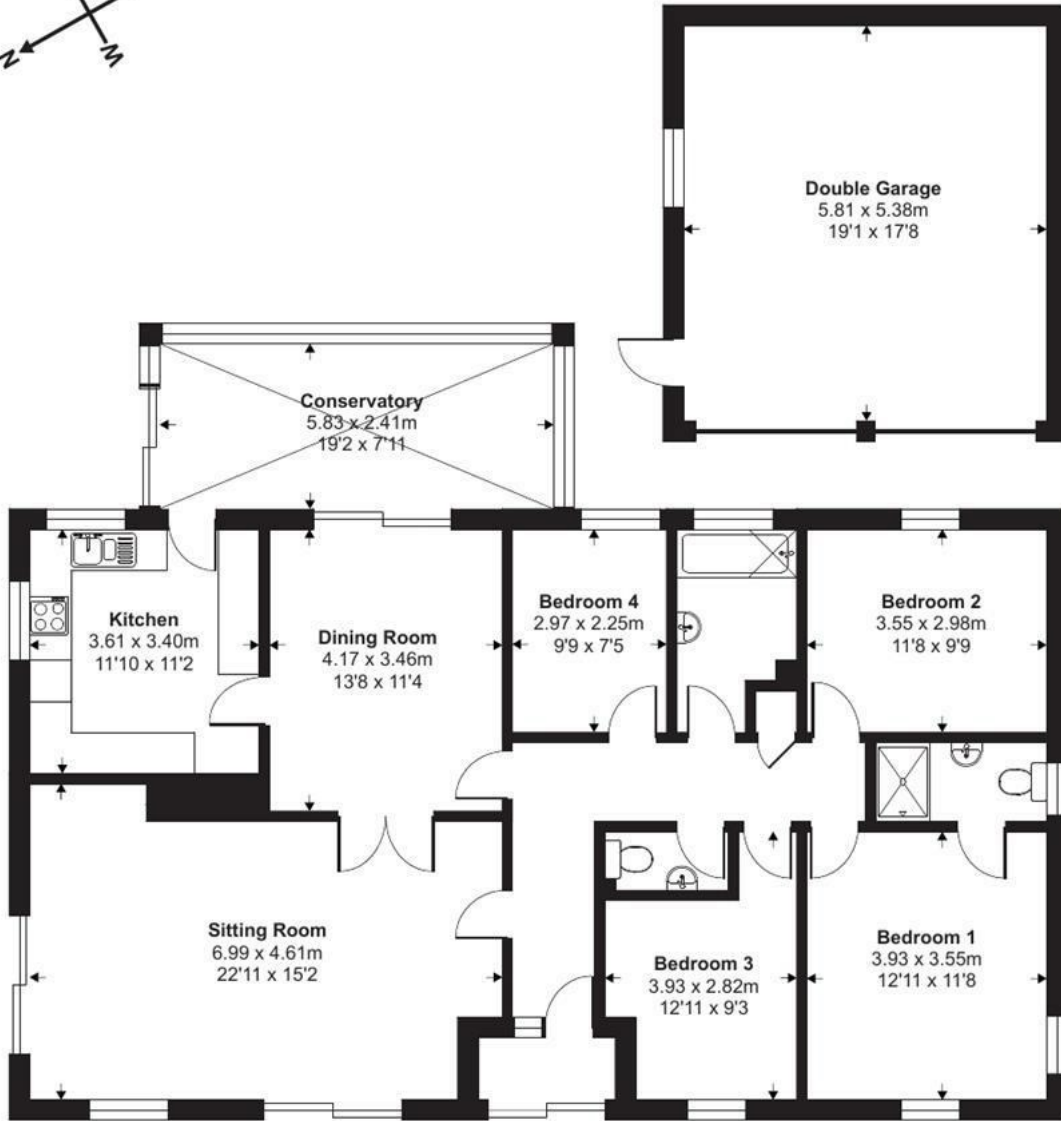 N
W
Double Garage
5.81 x 5.38m
19'1 x 17'8
Conservatory
5.83 x 2.41m
19'2 x 7'11
Kitchen
3.61 x 3.40m
11'10 x 11'2
Dining Room
4.17 x 3.46m
13'8 x 11'4
Bedroom 4
2.97 x 2.25m
9'9 x 7'5
Bedroom 2
3.55 x 2.98m
11'8 x 9'9
Sitting Room
6.99 x 4.61m
22'11 x 15'2
Bedroom 3
3.93 x 2.82m
12'11 x 9'3
Bedroom 1
3.93 x 3.55m
12'11 x 11'8